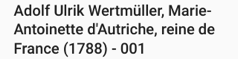 Adolf Ulrik Wertmüller, Marie-
Antoinette d'Autriche, reine de
France (1788) - 001